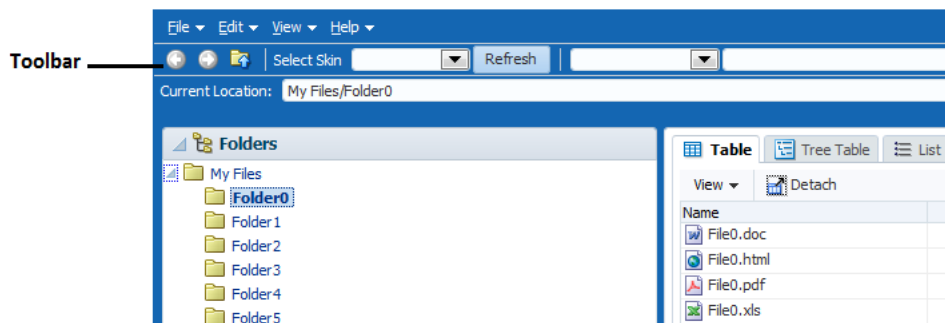 File Edit View Help
Toolbar
Select Skin Refresh
Current Location: My Files/Folder0
Folders
Table Tree Table List
My Files
View Detach
Folder0
Name
Folder1
File0.doc
Folder2
File0.html
Folder3
File0.pdf
Folder4
File0.xls
Folder5